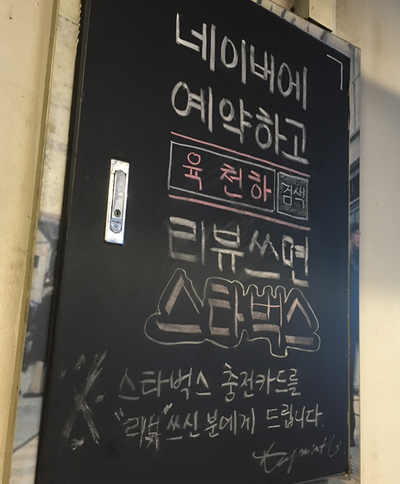 네이버에
예약하고
육천하 검색
리뷰쓰면
스타벅스
※ 스타벅스 충전카드를
"리뷰" 쓰신 분에게 드립니다.